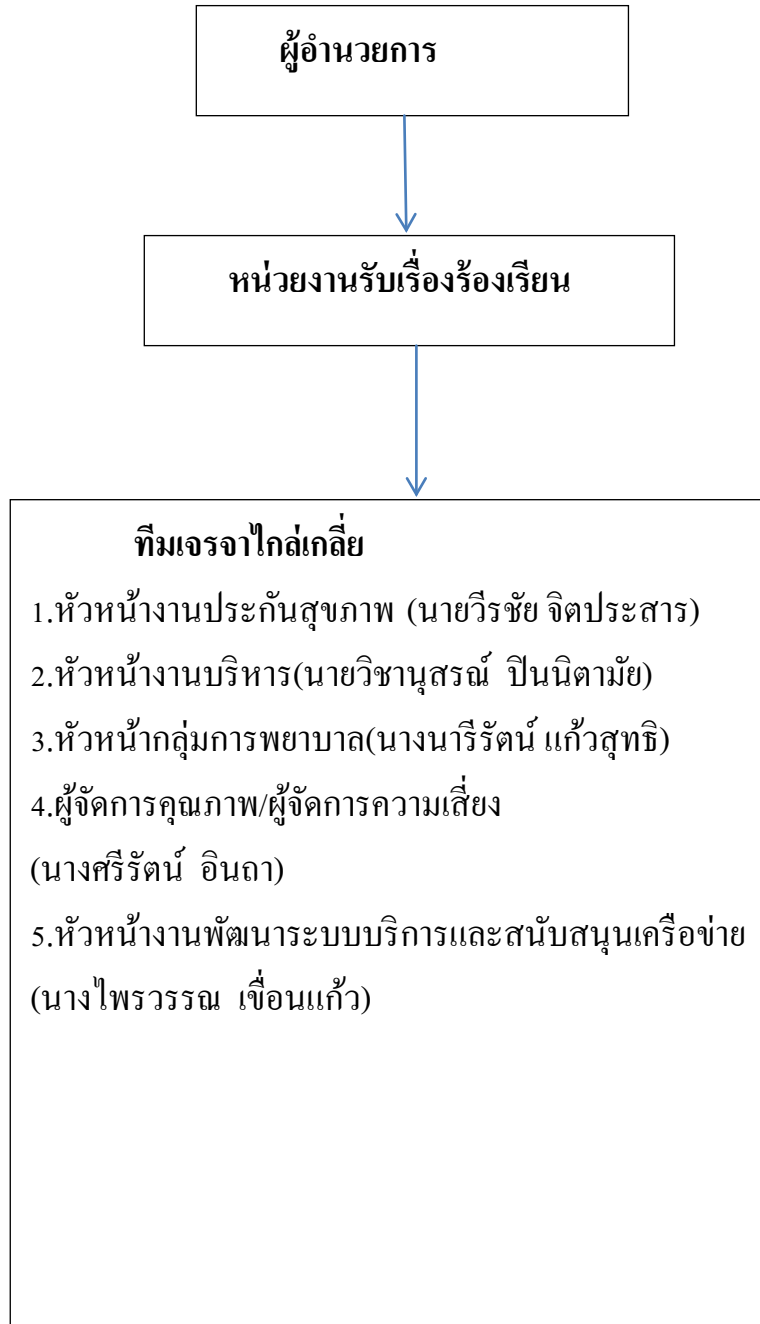 ผู้อำนวยการ
หน่วยงานรับเรื่องร้องเรียน
ทีมเจรจาไกล่เกลี่ย
1.หัวหน้างานประกันสุขภาพ (นายวีรชัย จิตประสาร)
2.หัวหน้างานบริหาร(นายวิชานุสรณ์ ปินนิตามัย)
3.หัวหน้ากลุ่มการพยาบาล(นางนารีรัตน์ แก้วสุทธิ)
4.ผู้จัดการคุณภาพ/ผู้จัดการความเสี่ยง
(นางศรีรัตน์ อินถา)
5.หัวหน้างานพัฒนาระบบบริการและสนับสนุนเครือข่าย
(นางไพรวรรณ เขื่อนแก้ว)